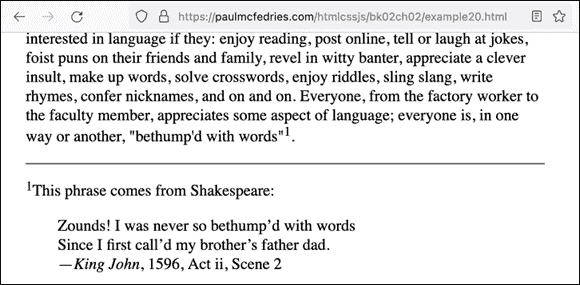 https://paulmcfedries.com/htmlcssjs/bk02ch02/example20.html
interested in language if they: enjoy reading, post online, tell or laugh at jokes,
foist puns on their friends and family, revel in witty banter, appreciate a clever
insult, make up words, solve crosswords, enjoy riddles, sling slang, write
rhymes, confer nicknames, and on and on. Everyone, from the factory worker to
the faculty member, appreciates some aspect of language; everyone is, in one
way or another, "bethump'd with words"¹.
¹This phrase comes from Shakespeare:
Zounds! I was never so bethump’d with words
Since I first call’d my brother’s father dad.
—King John, 1596, Act ii, Scene 2